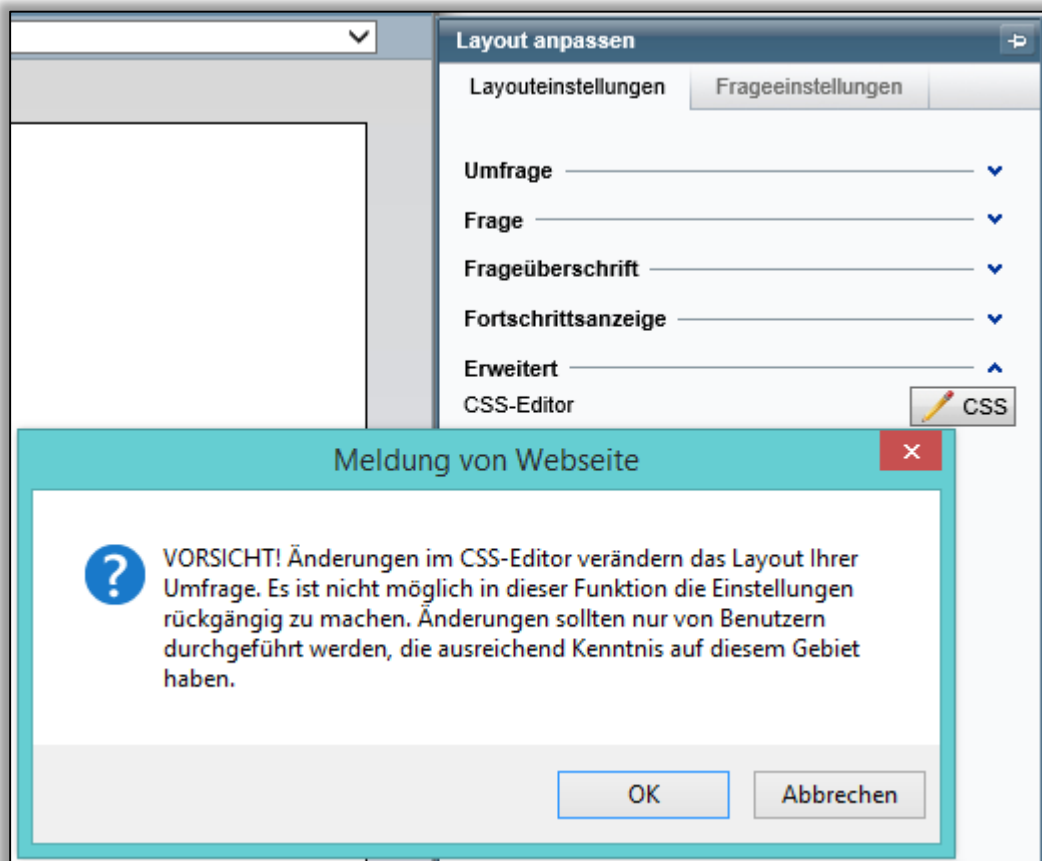 Layout anpassen
Layouteinstellungen
Frageeinstellungen
Umfrage
Frage
Frageüberschrift
Fortschrittsanzeige
Erweitert
CSS-Editor
CSS
Meldung von Webseite
VORSICHT! Änderungen im CSS-Editor verändern das Layout Ihrer
Umfrage. Es ist nicht möglich in dieser Funktion die Einstellungen
rückgängig zu machen. Änderungen sollten nur von Benutzern
durchgeführt werden, die ausreichend Kenntnis auf diesem Gebiet
haben.
OK
Abbrechen